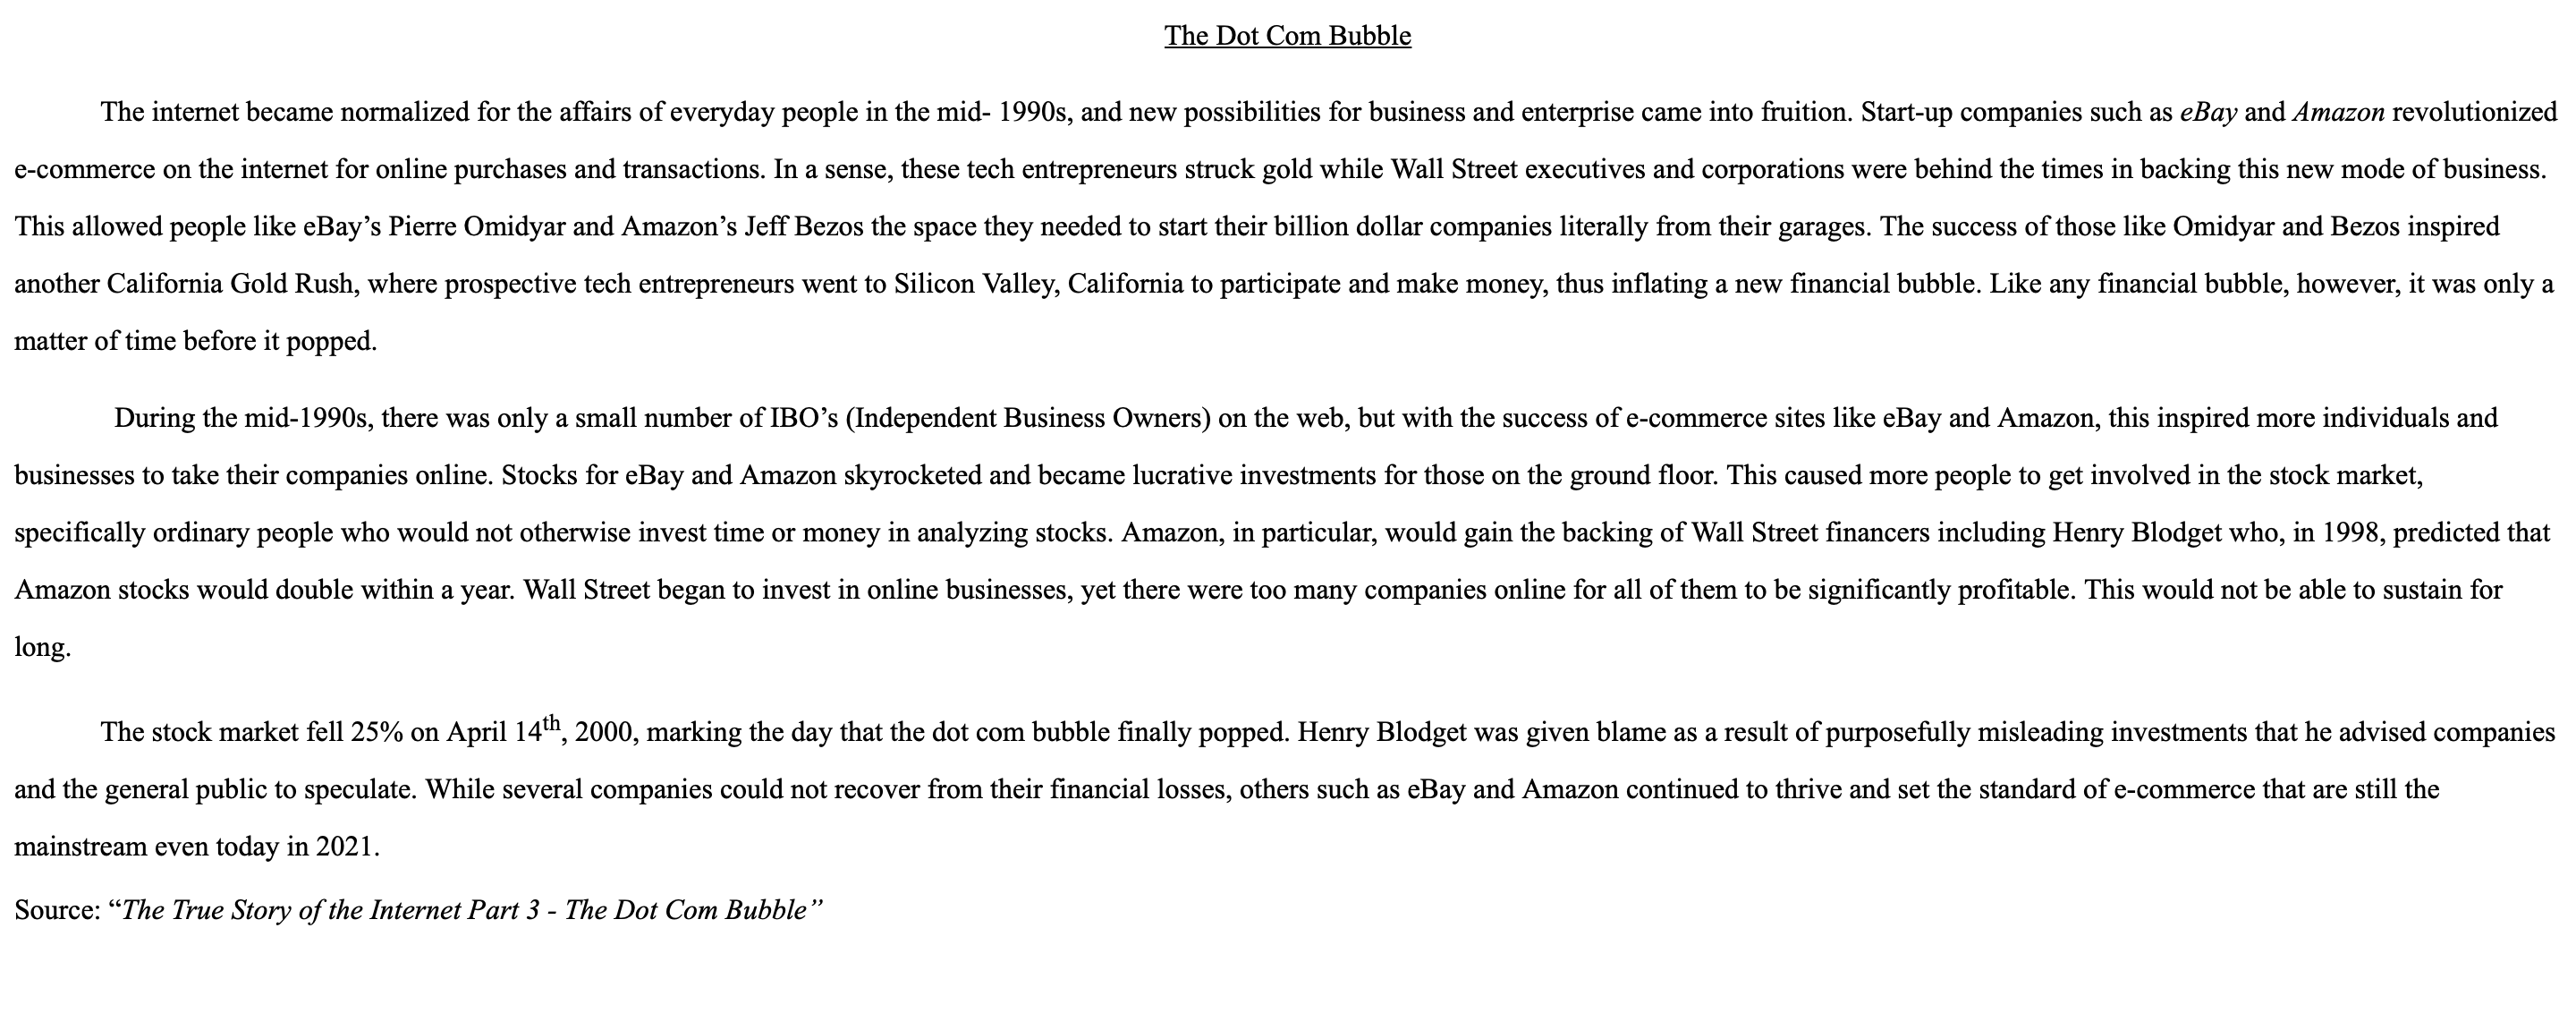 The Dot Com Bubble
The internet became normalized for the affairs of everyday people in the mid- 1990s, and new possibilities for business and enterprise came into fruition. Start-up companies such as eBay and Amazon revolutionized
e-commerce on the internet for online purchases and transactions. In a sense, these tech entrepreneurs struck gold while Wall Street executives and corporations were behind the times in backing this new mode of business.
This allowed people like eBay’s Pierre Omidyar and Amazon’s Jeff Bezos the space they needed to start their billion dollar companies literally from their garages. The success of those like Omidyar and Bezos inspired
another California Gold Rush, where prospective tech entrepreneurs went to Silicon Valley, California to participate and make money, thus inflating a new financial bubble. Like any financial bubble, however, it was only a
matter of time before it popped.
During the mid-1990s, there was only a small number of IBO’s (Independent Business Owners) on the web, but with the success of e-commerce sites like eBay and Amazon, this inspired more individuals and
businesses to take their companies online. Stocks for eBay and Amazon skyrocketed and became lucrative investments for those on the ground floor. This caused more people to get involved in the stock market,
specifically ordinary people who would not otherwise invest time or money in analyzing stocks. Amazon, in particular, would gain the backing of Wall Street financers including Henry Blodget who, in 1998, predicted that
Amazon stocks would double within a year. Wall Street began to invest in online businesses, yet there were too many companies online for all of them to be significantly profitable. This would not be able to sustain for
long.
The stock market fell 25% on April 14th, 2000, marking the day that the dot com bubble finally popped. Henry Blodget was given blame as a result of purposefully misleading investments that he advised companies
and the general public to speculate. While several companies could not recover from their financial losses, others such as eBay and Amazon continued to thrive and set the standard of e-commerce that are still the
mainstream even today in 2021.
Source: “The True Story of the Internet Part 3 - The Dot Com Bubble”